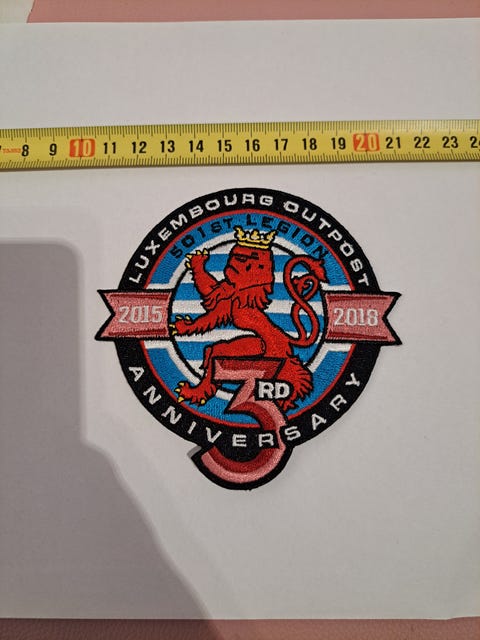 8 9 10 11 12 13 14 15 16 17 18 19 20 21 22 23
LUXEMBOURG OUTPOST
501ST LEGION
2015
2018
3RD
ANNIVERSARY